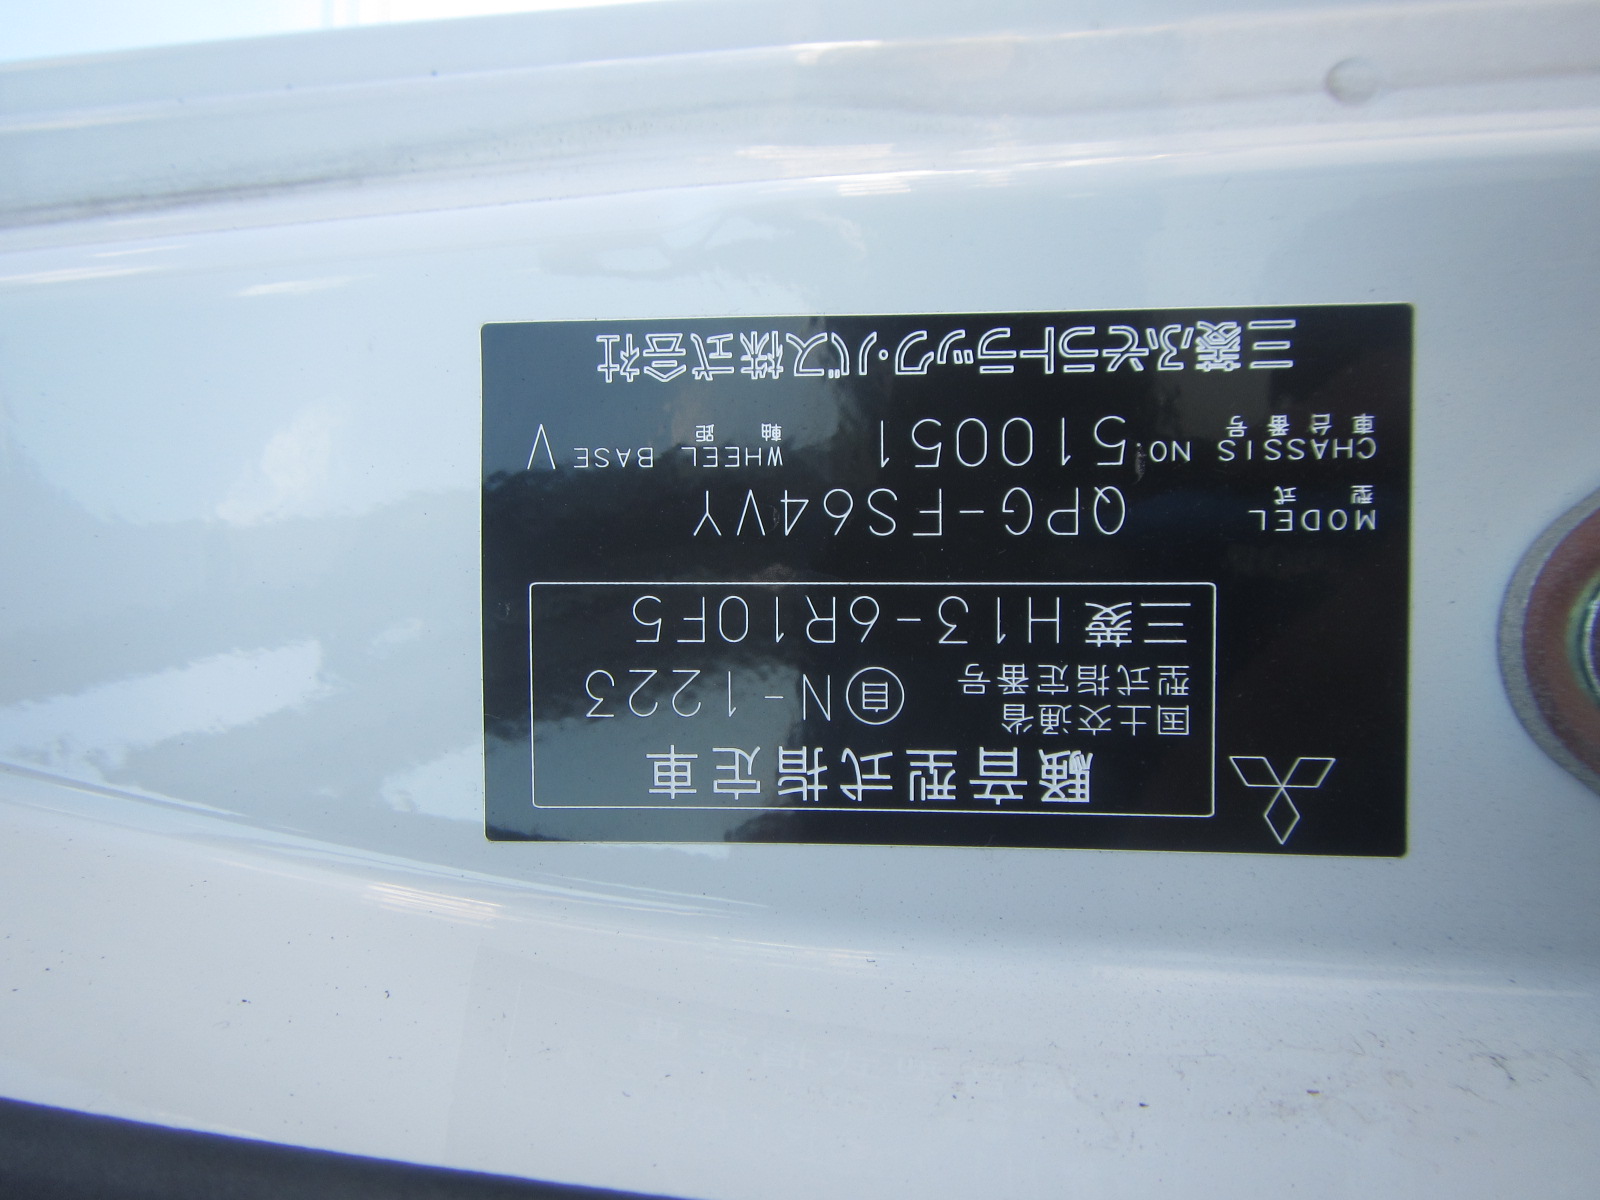 騒音型式指定車
国土交通省
型式指定番号 自N-1223
三菱 H13-6R10F5
MODEL QPG-FS64VY
型式
CHASSIS NO. 510051 WHEEL BASE V
車台番号 軸距
三菱ふそうトラック・バス株式会社